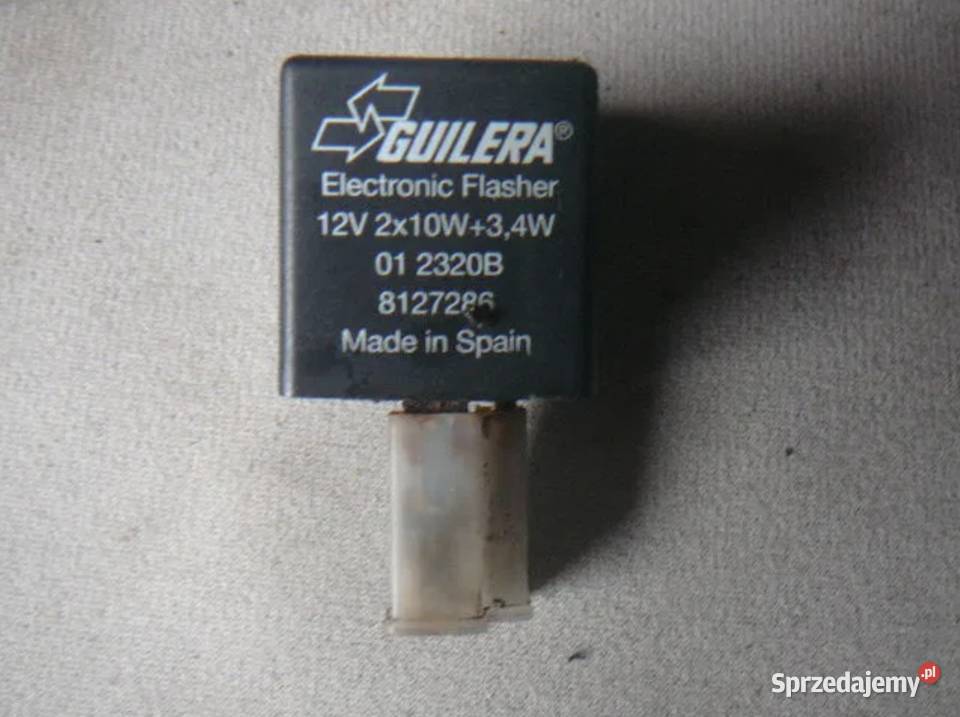 GUILERA®
Electronic Flasher
12V 2x10W+3,4W
01 2320B
8127286
Made in Spain
Sprzedajemy.pl